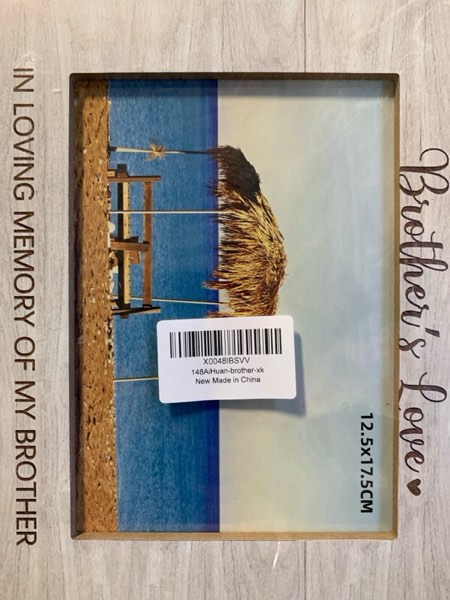 Brother's Love ♥
12.5x17.5CM
X0048IBSVV
148AiHuan-brother-xk
New Made in China
IN LOVING MEMORY OF MY BROTHER